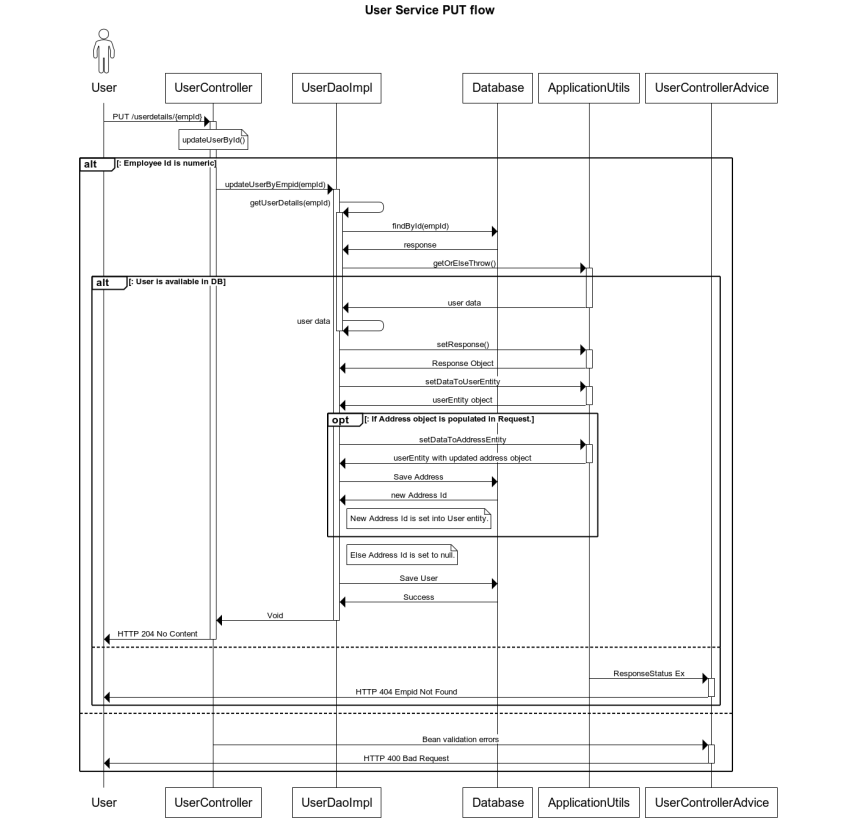 User Service PUT flow
User UserController UserDaoImpl Database ApplicationUtils UserControllerAdvice
PUT /userdetails/{empId}
updateUserById()
alt [: Employee Id is numeric]
updateUserByEmpid(empId)
getUserDetails(empId)
findById(empId)
response
getOrElseThrow()
alt [: User is available in DB]
user data
user data
setResponse()
Response Object
setDataToUserEntity
userEntity object
opt [: If Address object is populated in Request.]
setDataToAddressEntity
userEntity with updated address object
Save Address
new Address Id
New Address Id is set into User entity.
Else Address Id is set to null.
Save User
Success
Void
HTTP 204 No Content
ResponseStatus Ex
HTTP 404 EmpId Not Found
Bean validation errors
HTTP 400 Bad Request
User UserController UserDaoImpl Database ApplicationUtils UserControllerAdvice